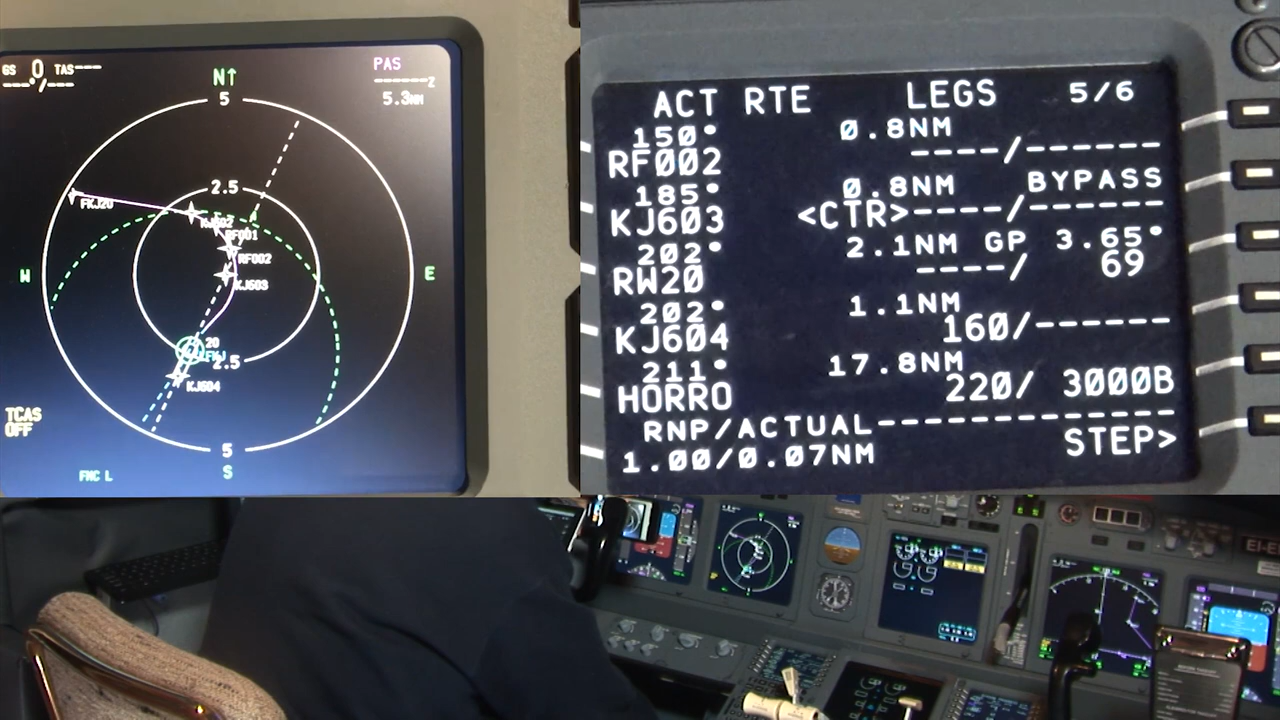 GS 0 TAS---
---°/---
N↑
PAS
------Z
5.3NM
5
2.5
FKJ20
KJ602
RF001
RF002
KJ603
W
E
20
FKJ
2.5
KJ604
TCAS
OFF
5
S
FMC L
ACT RTE LEGS 5/6
150° 0.8NM
RF002 ----/------
185° 0.8NM BYPASS
KJ603 <CTR>----/------
202° 2.1NM GP 3.65°
RW20 ----/ 69
202° 1.1NM
KJ604 160/------
211° 17.8NM
HORRO 220/ 3000B
RNP/ACTUAL--------------
1.00/0.07NM STEP>